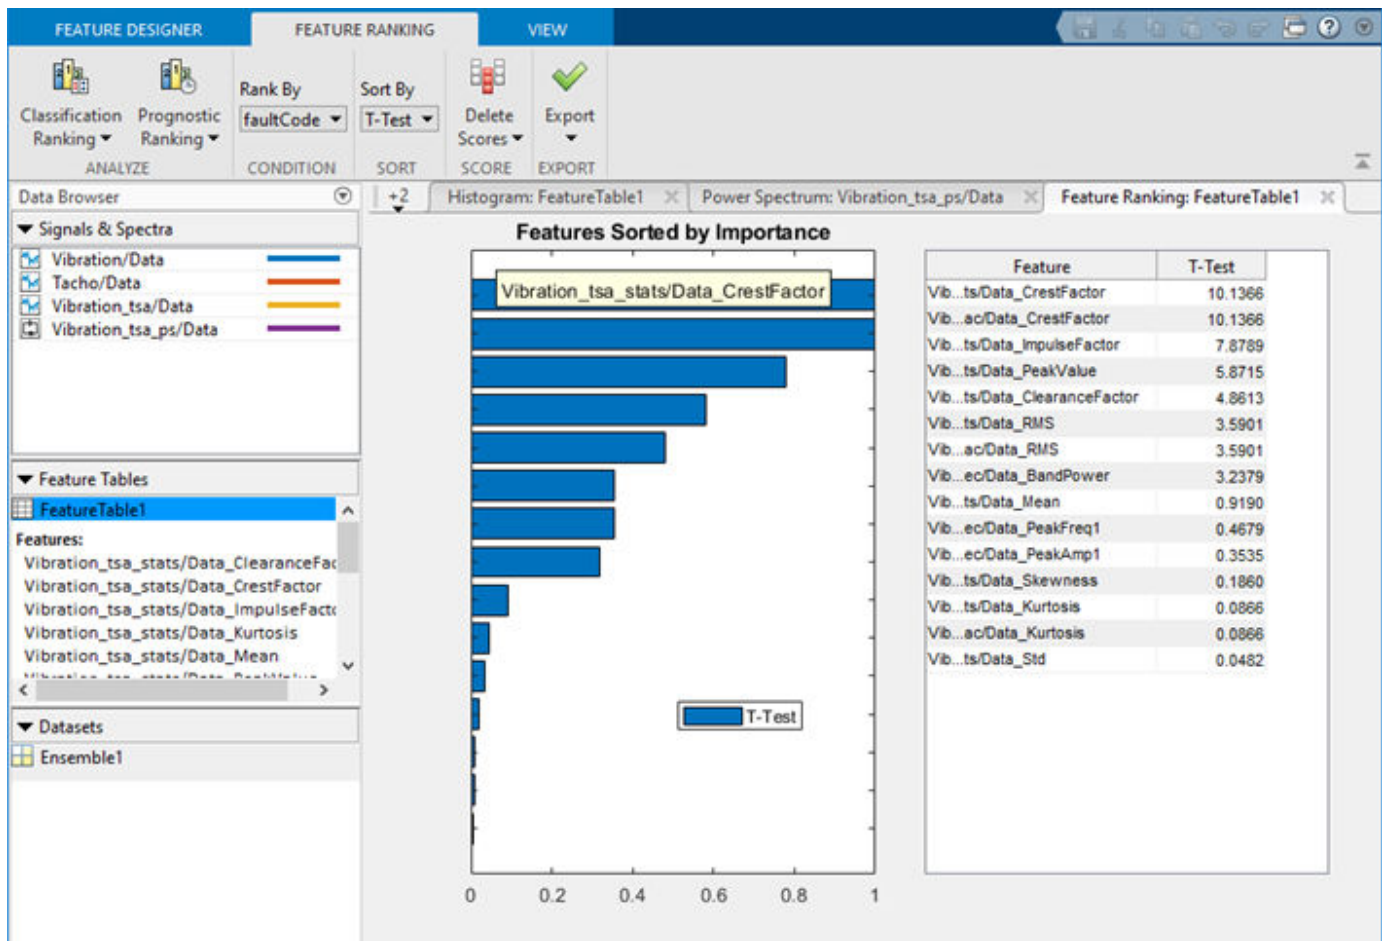 FEATURE DESIGNER FEATURE RANKING VIEW
Rank By Sort By
Classification Prognostic faultCode T-Test Delete Export
Ranking Ranking Scores
ANALYZE CONDITION SORT SCORE EXPORT
Data Browser
Signals & Spectra
Vibration/Data
Tacho/Data
Vibration_tsa/Data
Vibration_tsa_ps/Data
Feature Tables
FeatureTable1
Features:
Vibration_tsa_stats/Data_ClearanceFac
Vibration_tsa_stats/Data_CrestFactor
Vibration_tsa_stats/Data_ImpulseFacto
Vibration_tsa_stats/Data_Kurtosis
Vibration_tsa_stats/Data_Mean
Datasets
Ensemble1
+2 Histogram: FeatureTable1 Power Spectrum: Vibration_tsa_ps/Data Feature Ranking: FeatureTable1
Features Sorted by Importance
Vibration_tsa_stats/Data_CrestFactor
T-Test
0 0.2 0.4 0.6 0.8 1
Feature T-Test
Vib...ts/Data_CrestFactor 10.1366
Vib...ac/Data_CrestFactor 10.1366
Vib...ts/Data_ImpulseFactor 7.8789
Vib...ts/Data_PeakValue 5.8715
Vib...ts/Data_ClearanceFactor 4.8613
Vib...ts/Data_RMS 3.5901
Vib...ac/Data_RMS 3.5901
Vib...ec/Data_BandPower 3.2379
Vib...ts/Data_Mean 0.9190
Vib...ec/Data_PeakFreq1 0.4679
Vib...ec/Data_PeakAmp1 0.3535
Vib...ts/Data_Skewness 0.1860
Vib...ts/Data_Kurtosis 0.0866
Vib...ac/Data_Kurtosis 0.0866
Vib...ts/Data_Std 0.0482